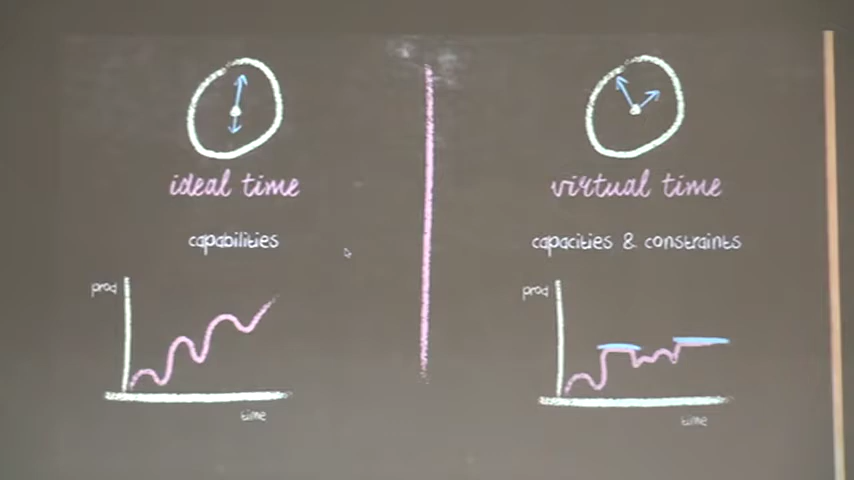 ideal time
capabilities
prod
time
virtual time
capacities & constraints
prod
time